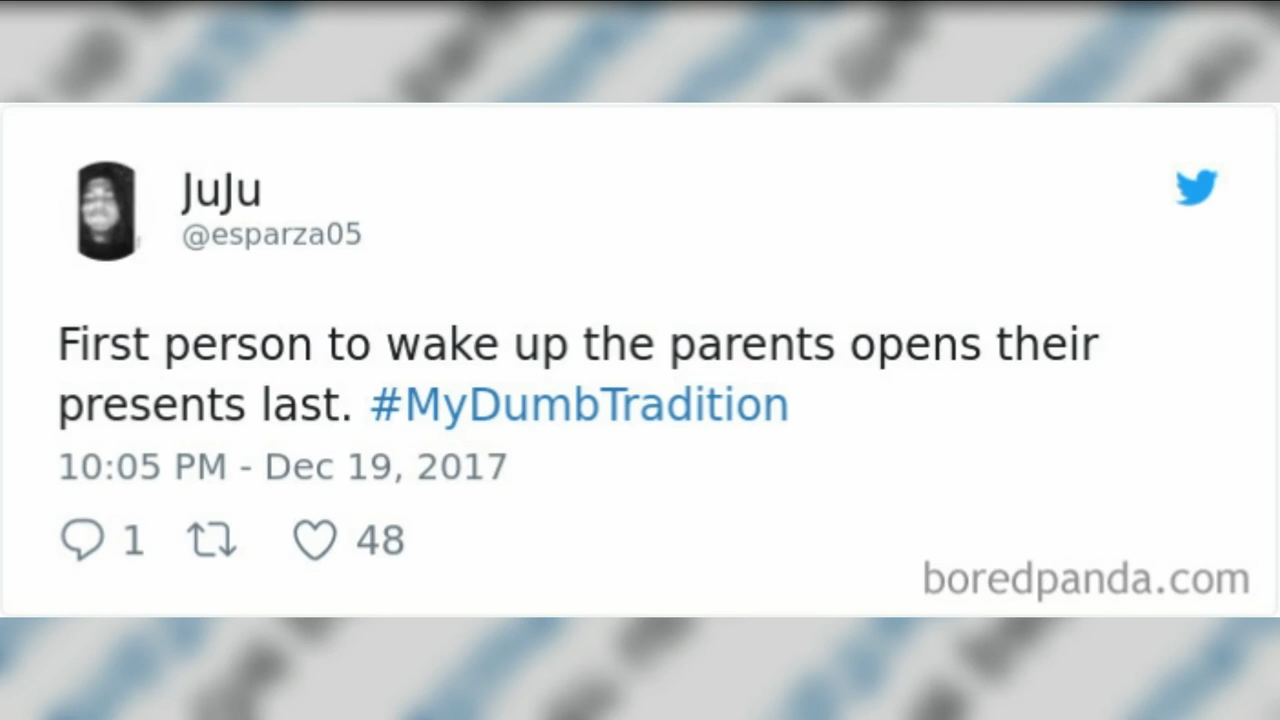 JuJu
@esparza05
First person to wake up the parents opens their
presents last. #MyDumbTradition
10:05 PM - Dec 19, 2017
1 48
boredpanda.com